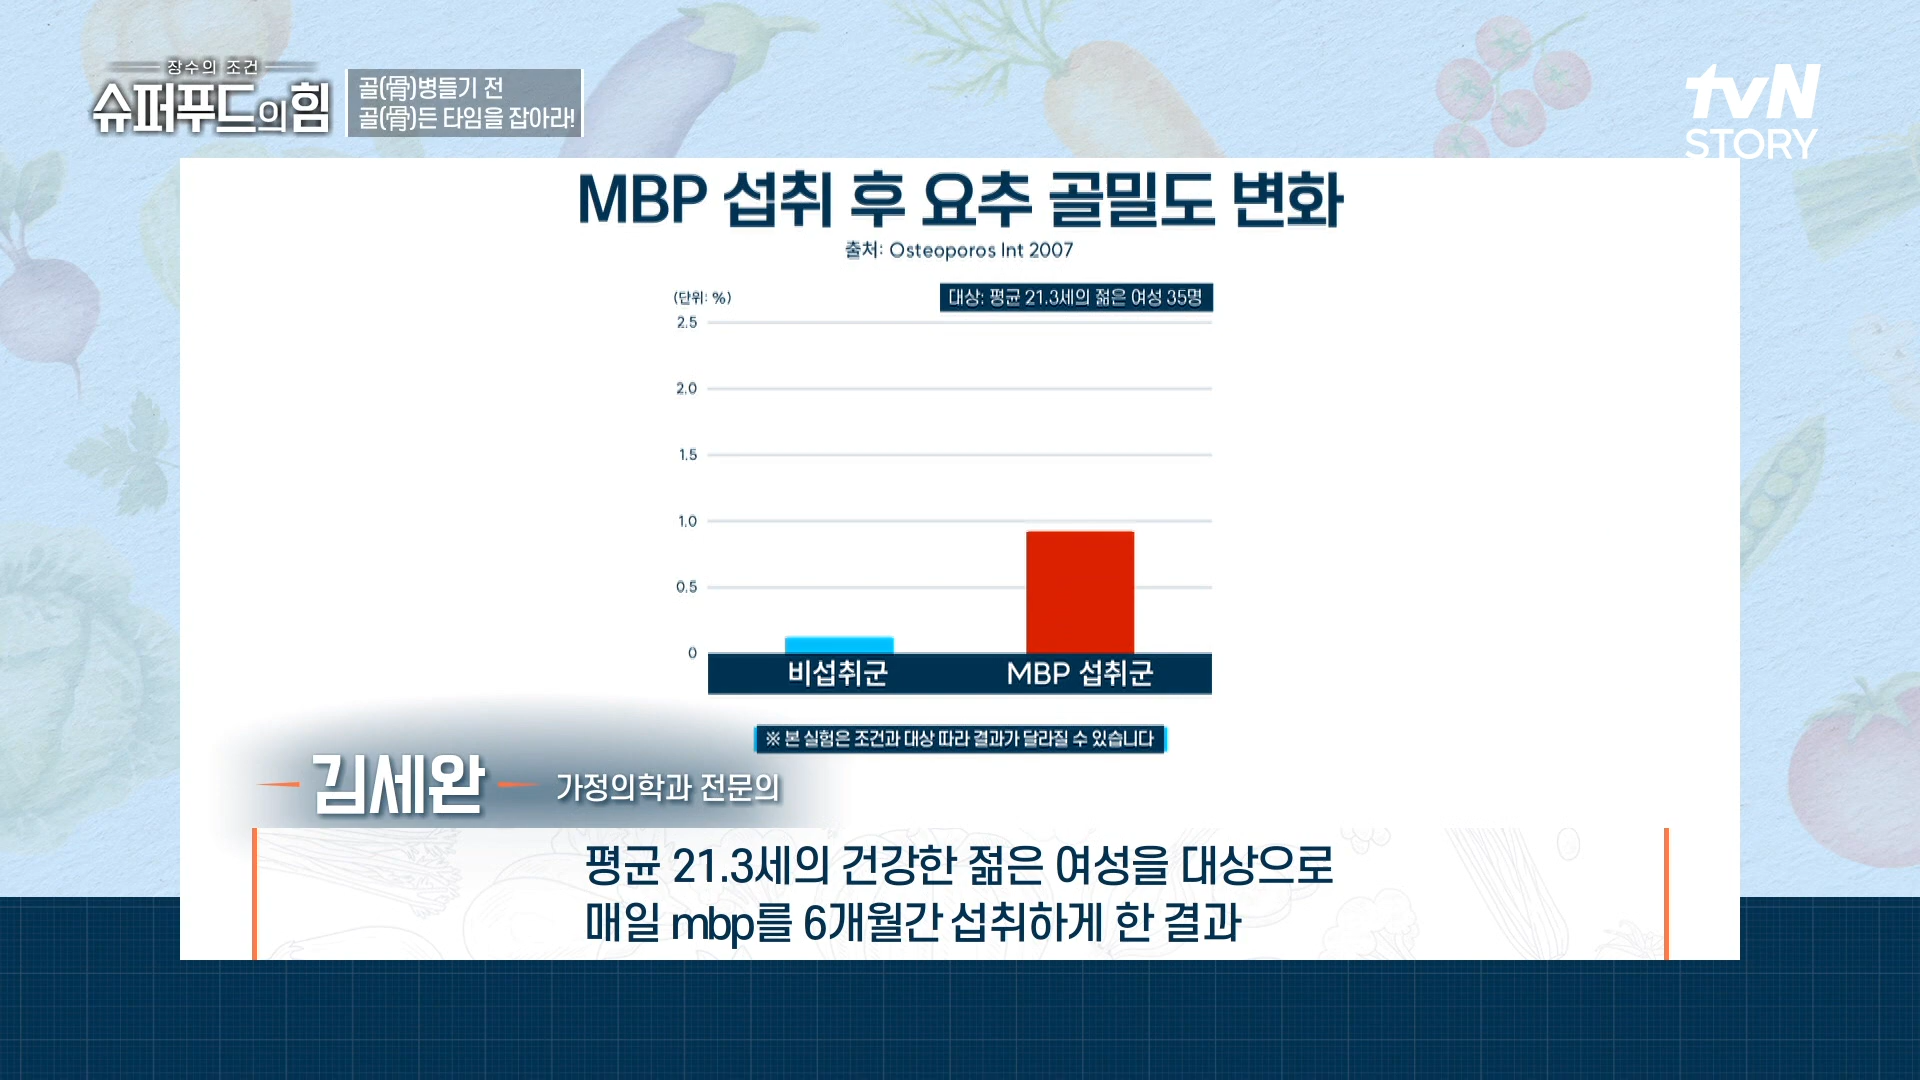 장수의 조건
슈퍼푸드의 힘
골(骨)병들기 전
골(骨)든 타임을 잡아라!
tvN
STORY
MBP 섭취 후 요추 골밀도 변화
출처: Osteoporos Int 2007
(단위: %)
대상: 평균 21.3세의 젊은 여성 35명
2.5
2.0
1.5
1.0
0.5
0
비섭취군
MBP 섭취군
※ 본 실험은 조건과 대상 따라 결과가 달라질 수 있습니다
김세완
가정의학과 전문의
평균 21.3세의 건강한 젊은 여성을 대상으로
매일 mbp를 6개월간 섭취하게 한 결과